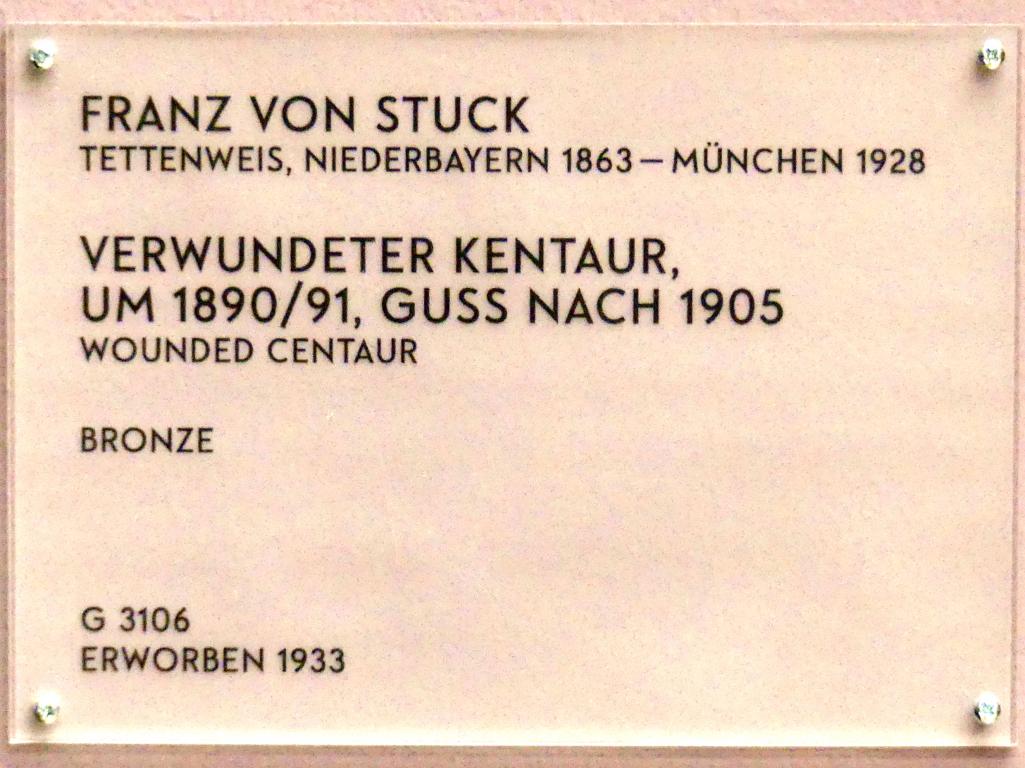 FRANZ VON STUCK
TETTENWEIS, NIEDERBAYERN 1863 – MÜNCHEN 1928
VERWUNDETER KENTAUR,
UM 1890/91, GUSS NACH 1905
WOUNDED CENTAUR
BRONZE
G 3106
ERWORBEN 1933